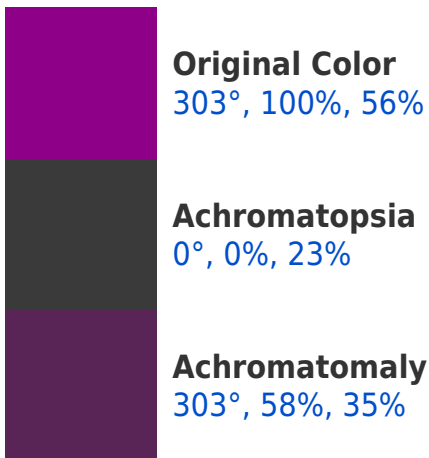 Original Color
303°, 100%, 56%
Achromatopsia
0°, 0%, 23%
Achromatomaly
303°, 58%, 35%